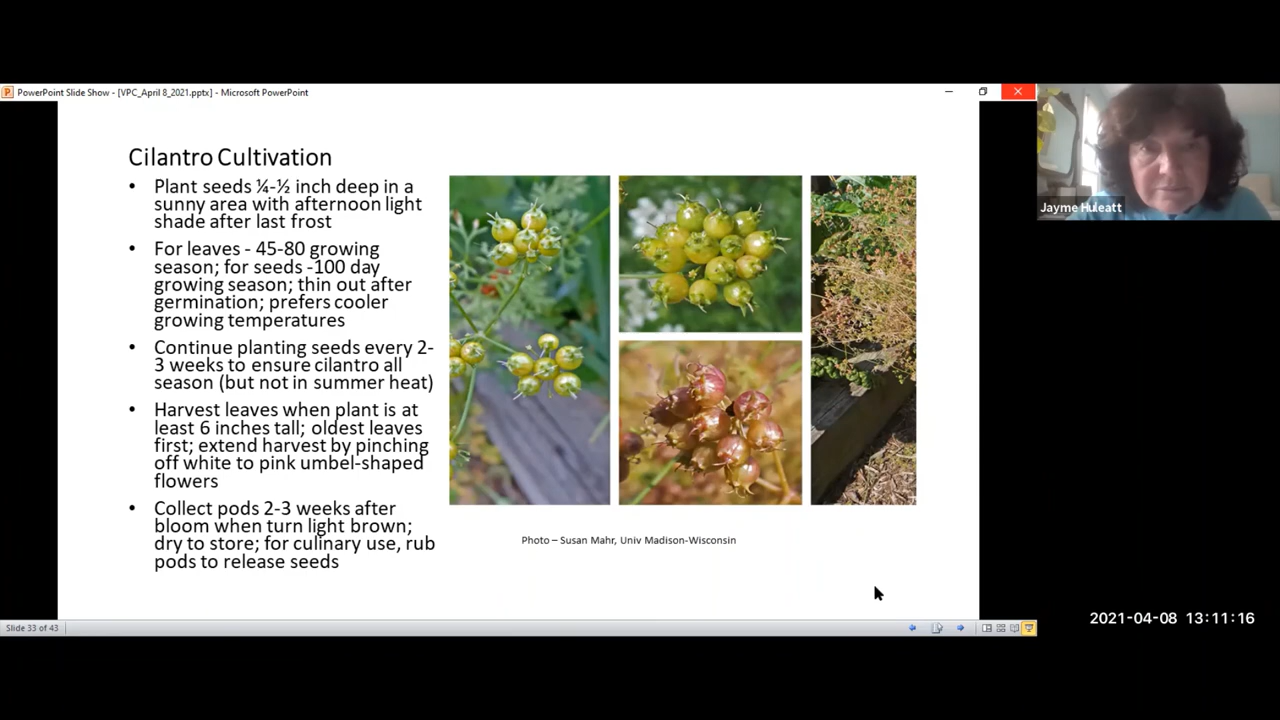 PowerPoint Slide Show - [VPC_April 8_2021.pptx] - Microsoft PowerPoint
Jayme Huleatt
Cilantro Cultivation
• Plant seeds ¼-½ inch deep in a
sunny area with afternoon light
shade after last frost
• For leaves - 45-80 growing
season; for seeds -100 day
growing season; thin out after
germination; prefers cooler
growing temperatures
• Continue planting seeds every 2-
3 weeks to ensure cilantro all
season (but not in summer heat)
• Harvest leaves when plant is at
least 6 inches tall; oldest leaves
first; extend harvest by pinching
off white to pink umbel-shaped
flowers
• Collect pods 2-3 weeks after
bloom when turn light brown;
dry to store; for culinary use, rub
pods to release seeds
Photo – Susan Mahr, Univ Madison-Wisconsin
2021-04-08 13:11:16
Slide 33 of 43